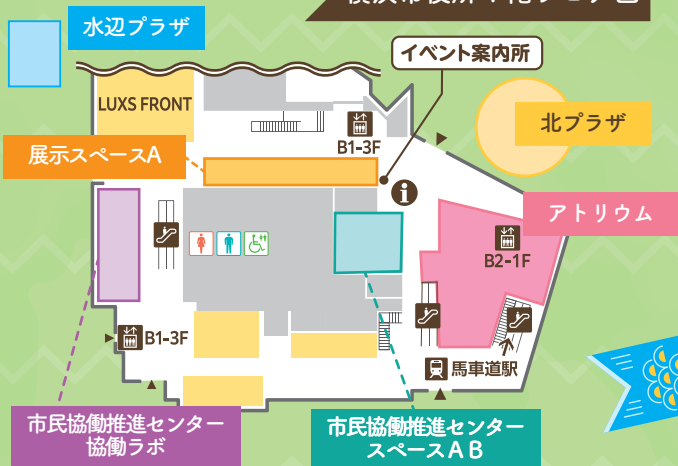 水辺プラザ
イベント案内所
LUXS FRONT
B1-3F
北プラザ
展示スペースA
アトリウム
B2-1F
B1-3F
馬車道駅
市民協働推進センター
協働ラボ
市民協働推進センター
スペースAB